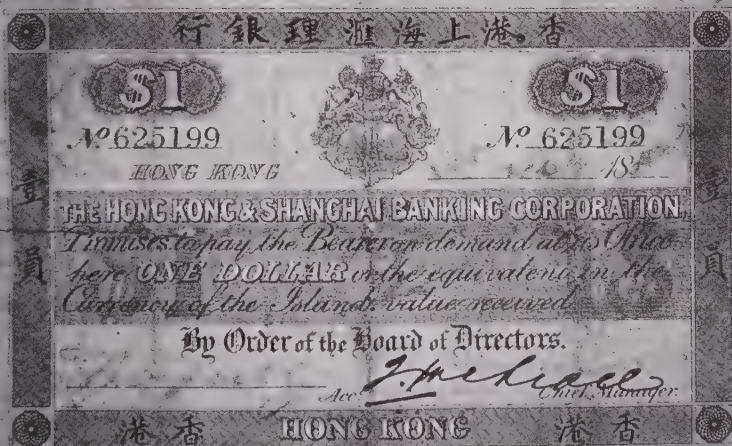 行銀理滙海上港香
$1 $1
Nº 625199 Nº 625199
HONG KONG 18
壹員 壹員
THE HONG KONG & SHANGHAI BANKING CORPORATION,
Promises to pay the Bearer on demand at its Office
here ONE DOLLAR or the equivalent in the
Currency of the Island, value received.
By Order of the Board of Directors.
Acc Chief Manager.
港香 HONG KONG 港香